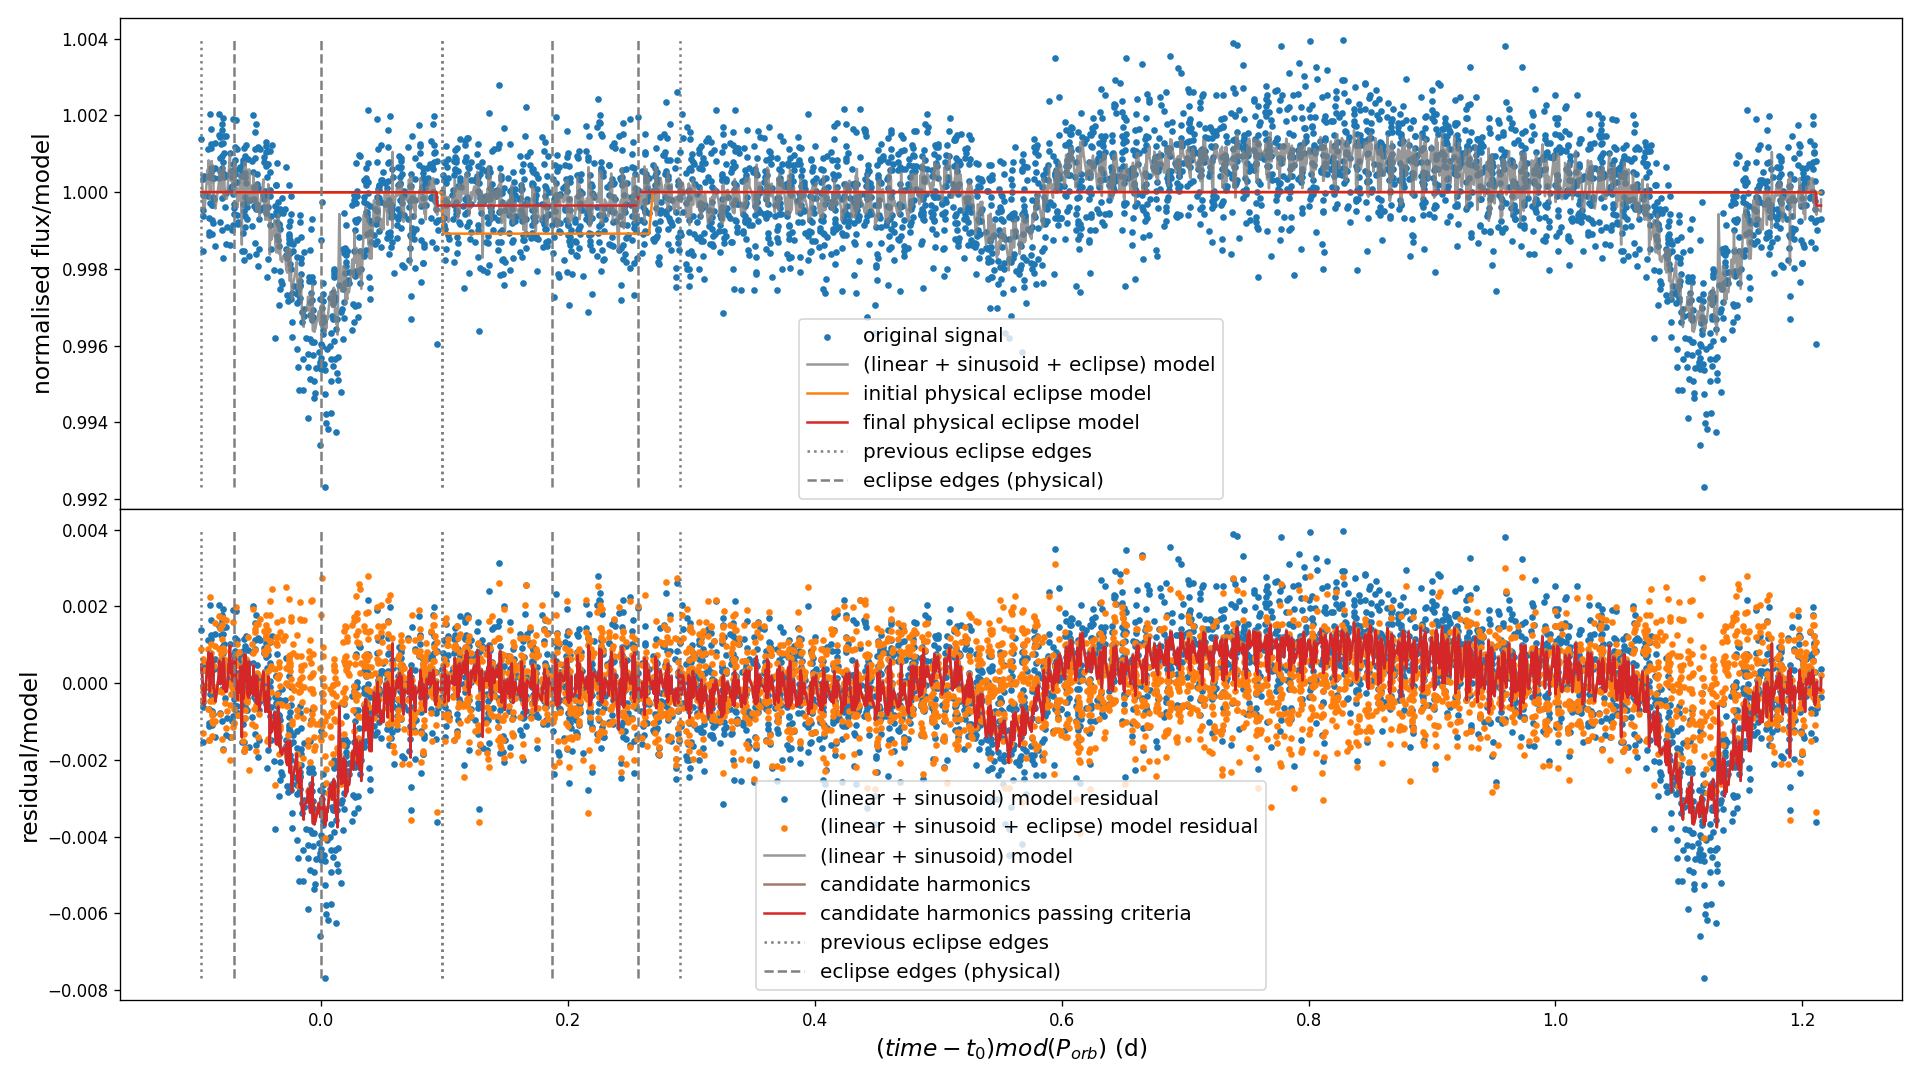 normalised flux/model
1.004
1.002
1.000
0.998
0.996
0.994
0.992
original signal
(linear + sinusoid + eclipse) model
initial physical eclipse model
final physical eclipse model
previous eclipse edges
eclipse edges (physical)
residual/model
0.004
0.002
0.000
−0.002
−0.004
−0.006
−0.008
(linear + sinusoid) model residual
(linear + sinusoid + eclipse) model residual
(linear + sinusoid) model
candidate harmonics
candidate harmonics passing criteria
previous eclipse edges
eclipse edges (physical)
0.0 0.2 0.4 0.6 0.8 1.0 1.2
(time − t₀)mod(P_orb) (d)